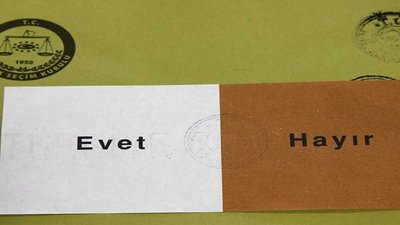 T.C.
1950
SEÇİM KURULU
Evet
Hayır